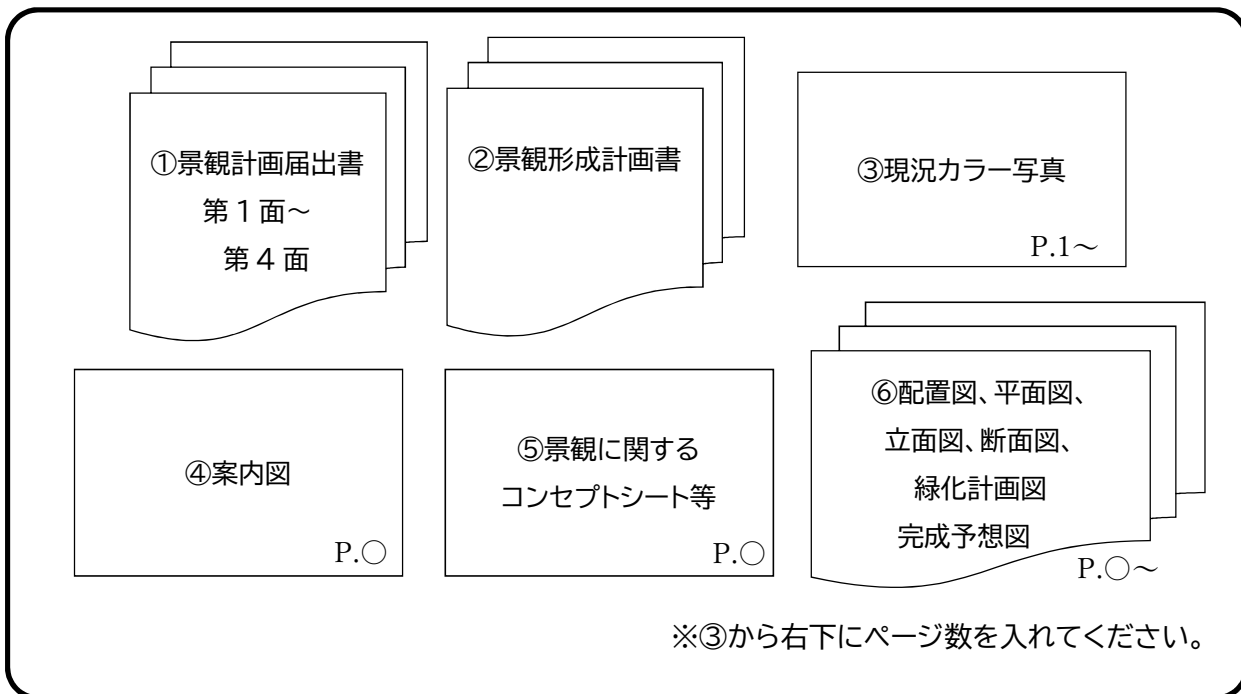 ①景観計画届出書
第1面～
第4面
②景観形成計画書
③現況カラー写真
P.1～
④案内図
P.○
⑤景観に関する
コンセプトシート等
P.○
⑥配置図、平面図、
立面図、断面図、
緑化計画図
完成予想図
P.○～
※③から右下にページ数を入れてください。